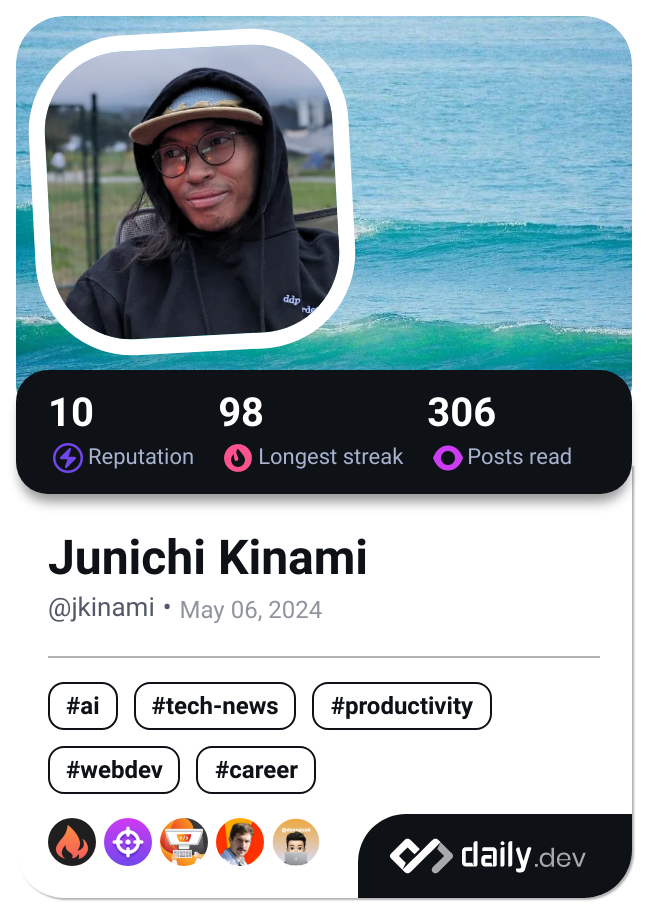 10 98 306
Reputation Longest streak Posts read
Junichi Kinami
@jkinami • May 06, 2024
#ai #tech-news #productivity
#webdev #career
daily.dev